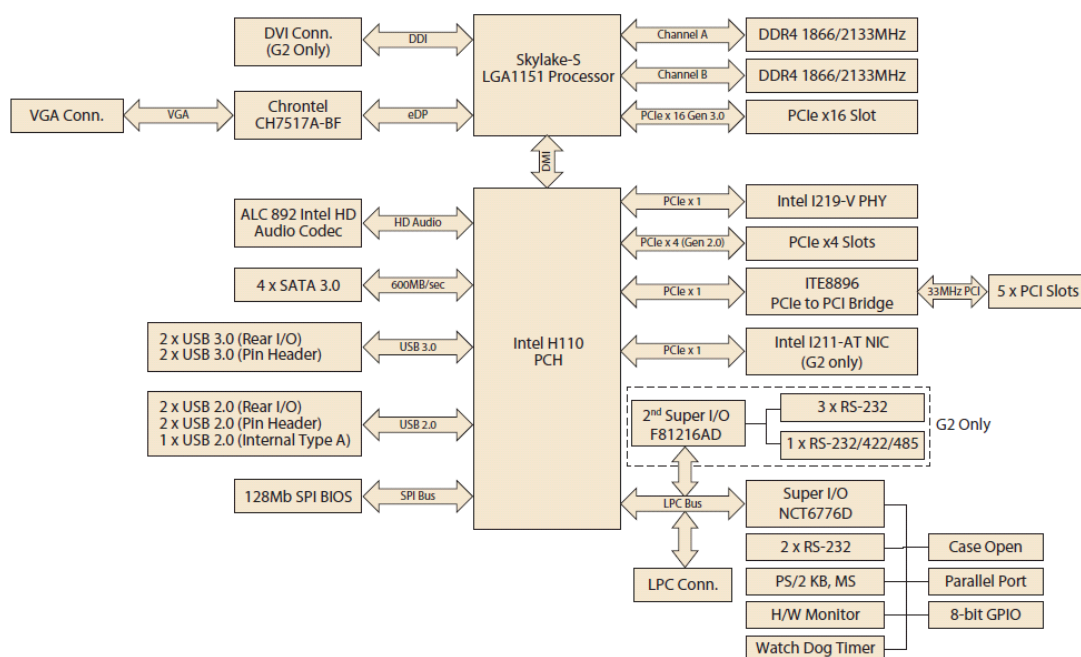 DVI Conn.
(G2 Only)
DDI
Skylake-S
LGA1151 Processor
Channel A
DDR4 1866/2133MHz
Channel B
DDR4 1866/2133MHz
VGA Conn.
VGA
Chrontel
CH7517A-BF
eDP
PCIe x 16 Gen 3.0
PCIe x16 Slot
DMI
ALC 892 Intel HD
Audio Codec
HD Audio
Intel H110
PCH
PCIe x 1
Intel I219-V PHY
PCIe x 4 (Gen 2.0)
PCIe x4 Slots
4 x SATA 3.0
600MB/sec
PCIe x 1
ITE8896
PCIe to PCI Bridge
33MHz PCI
5 x PCI Slots
2 x USB 3.0 (Rear I/O)
2 x USB 3.0 (Pin Header)
USB 3.0
PCIe x 1
Intel I211-AT NIC
(G2 only)
2 x USB 2.0 (Rear I/O)
2 x USB 2.0 (Pin Header)
1 x USB 2.0 (Internal Type A)
USB 2.0
2nd Super I/O
F81216AD
3 x RS-232
1 x RS-232/422/485
G2 Only
128Mb SPI BIOS
SPI Bus
LPC Bus
Super I/O
NCT6776D
LPC Conn.
2 x RS-232
Case Open
PS/2 KB, MS
Parallel Port
H/W Monitor
8-bit GPIO
Watch Dog Timer